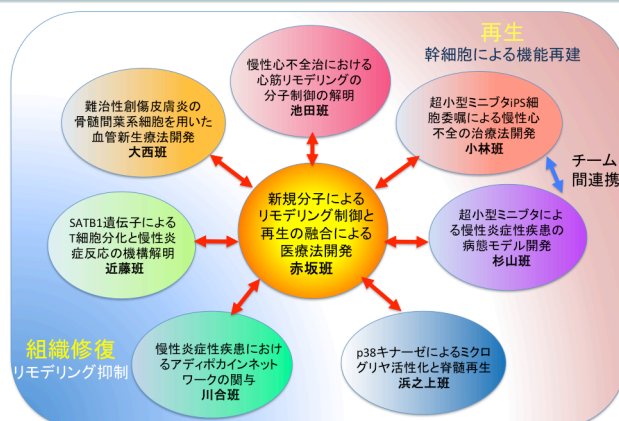 再生
幹細胞による機能再建
慢性心不全治における
心筋リモデリングの
分子制御の解明
池田班
難治性創傷皮膚炎の
骨髄間葉系細胞を用いた
血管新生療法開発
大西班
超小型ミニブタiPS細
胞委嘱による慢性心
不全の治療法開発
小林班
チーム
間連携
新規分子による
リモデリング制御と
再生の融合による
医療法開発
赤坂班
SATB1遺伝子による
T細胞分化と慢性炎
症反応の機構解明
近藤班
超小型ミニブタによ
る慢性炎症性疾患の
病態モデル開発
杉山班
組織修復
リモデリング抑制
慢性炎症性疾患におけ
るアディポカインネット
ワークの関与
川合班
p38キナーゼによるミクロ
グリヤ活性化と脊髄再生
浜之上班